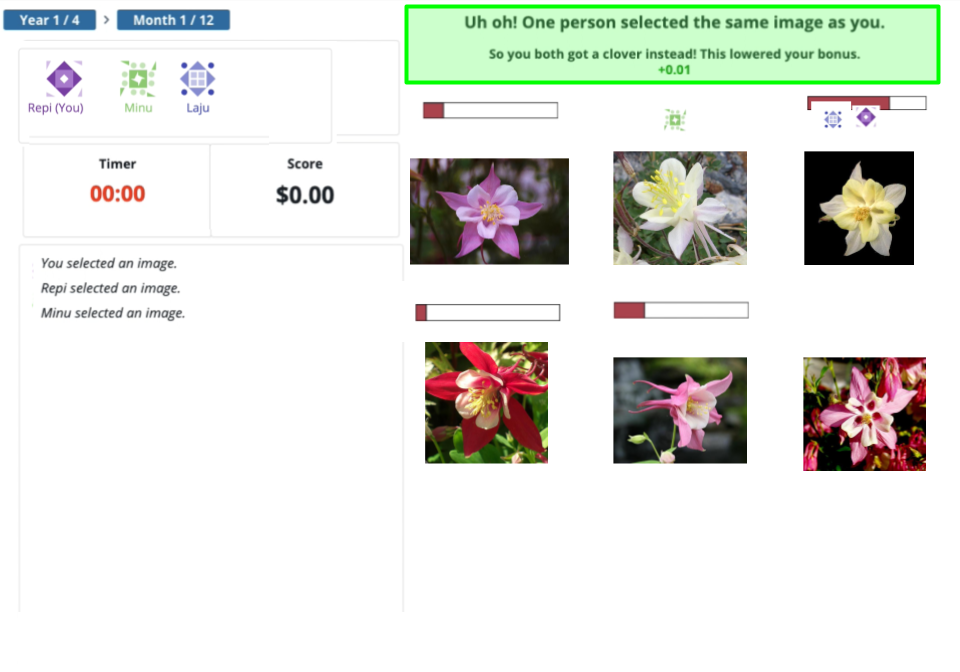 Year 1 / 4 > Month 1 / 12
Repi (You) Minu Laju
Timer Score
00:00 $0.00
You selected an image.
Repi selected an image.
Minu selected an image.
Uh oh! One person selected the same image as you.
So you both got a clover instead! This lowered your bonus.
+0.01